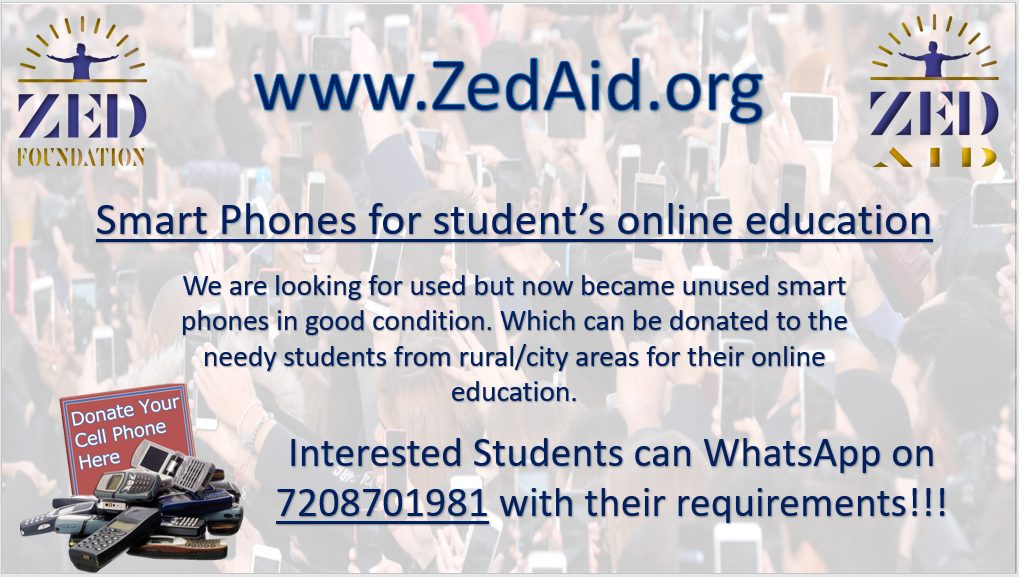 ZED
FOUNDATION
www.ZedAid.org
ZED
AID
Smart Phones for student's online education
We are looking for used but now became unused smart
phones in good condition. Which can be donated to the
needy students from rural/city areas for their online
education.
Donate Your
Cell Phone
Here
Interested Students can WhatsApp on
7208701981 with their requirements!!!